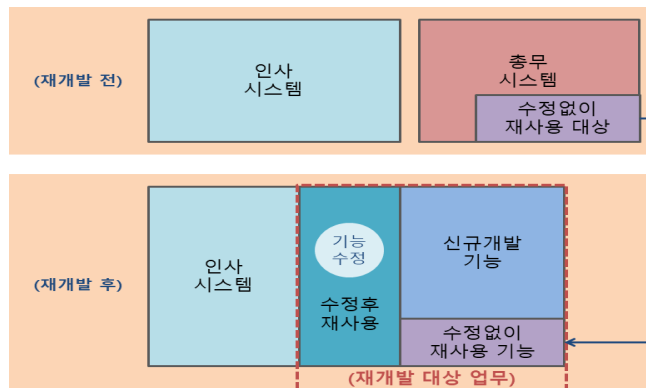 (재개발 전)
인사
시스템
총무
시스템
수정없이
재사용 대상
(재개발 후)
인사
시스템
기능
수정
수정후
재사용
신규개발
기능
수정없이
재사용 기능
(재개발 대상 업무)